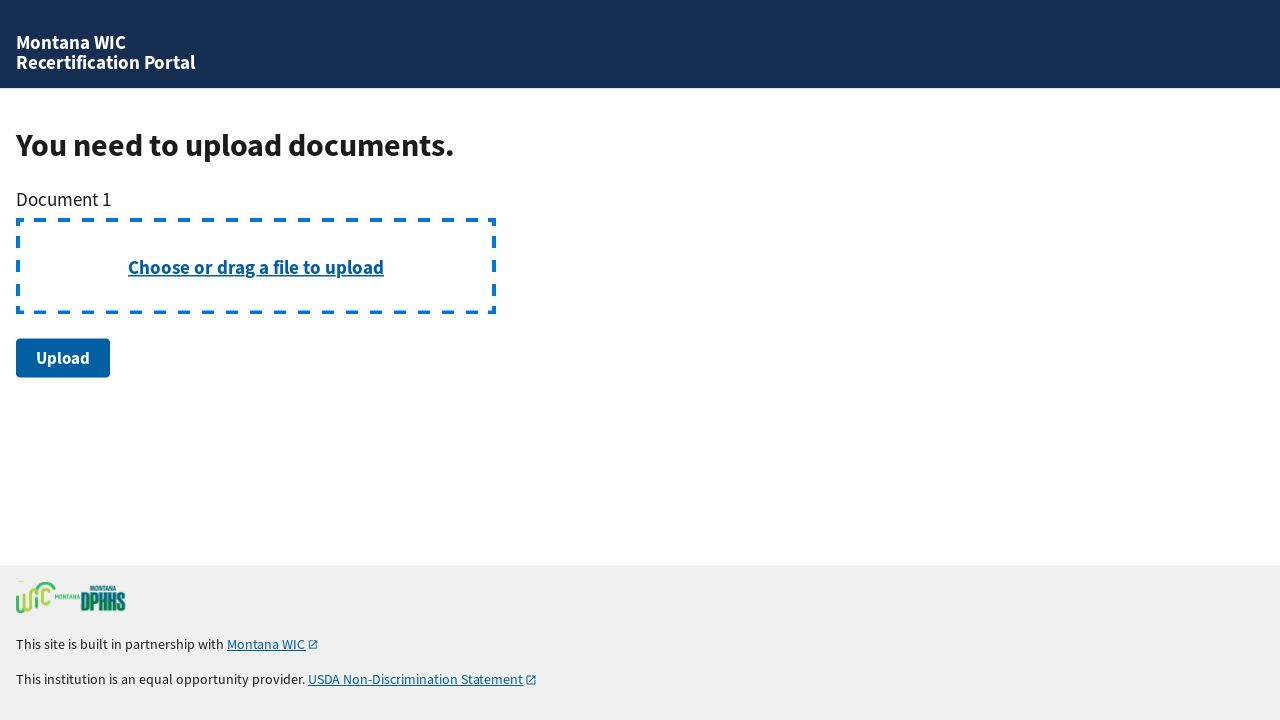 Montana WIC
Recertification Portal
You need to upload documents.
Document 1
Choose or drag a file to upload
Upload
WIC MONTANA MONTANA DPHHS
This site is built in partnership with Montana WIC
This institution is an equal opportunity provider. USDA Non-Discrimination Statement